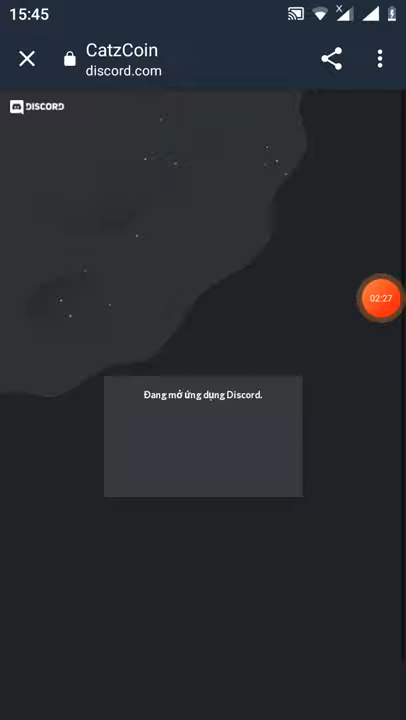 15:45
CatzCoin
discord.com
DISCORD
02:27
Đang mở ứng dụng Discord.